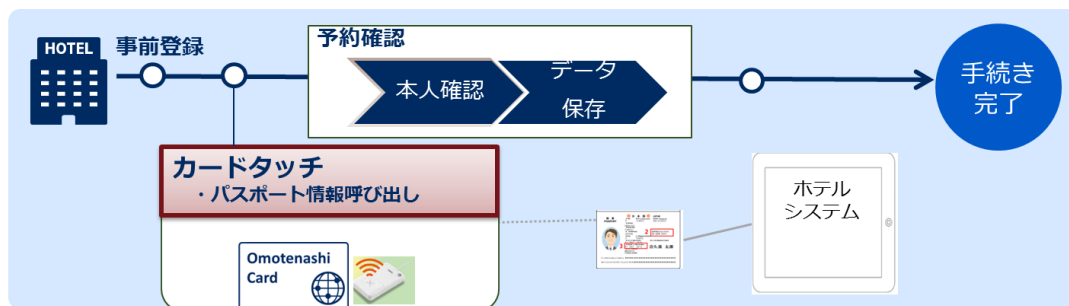 HOTEL
事前登録
予約確認
本人確認
データ
保存
手続き
完了
カードタッチ
・パスポート情報呼び出し
ホテル
システム
Omotenashi
Card
2
3